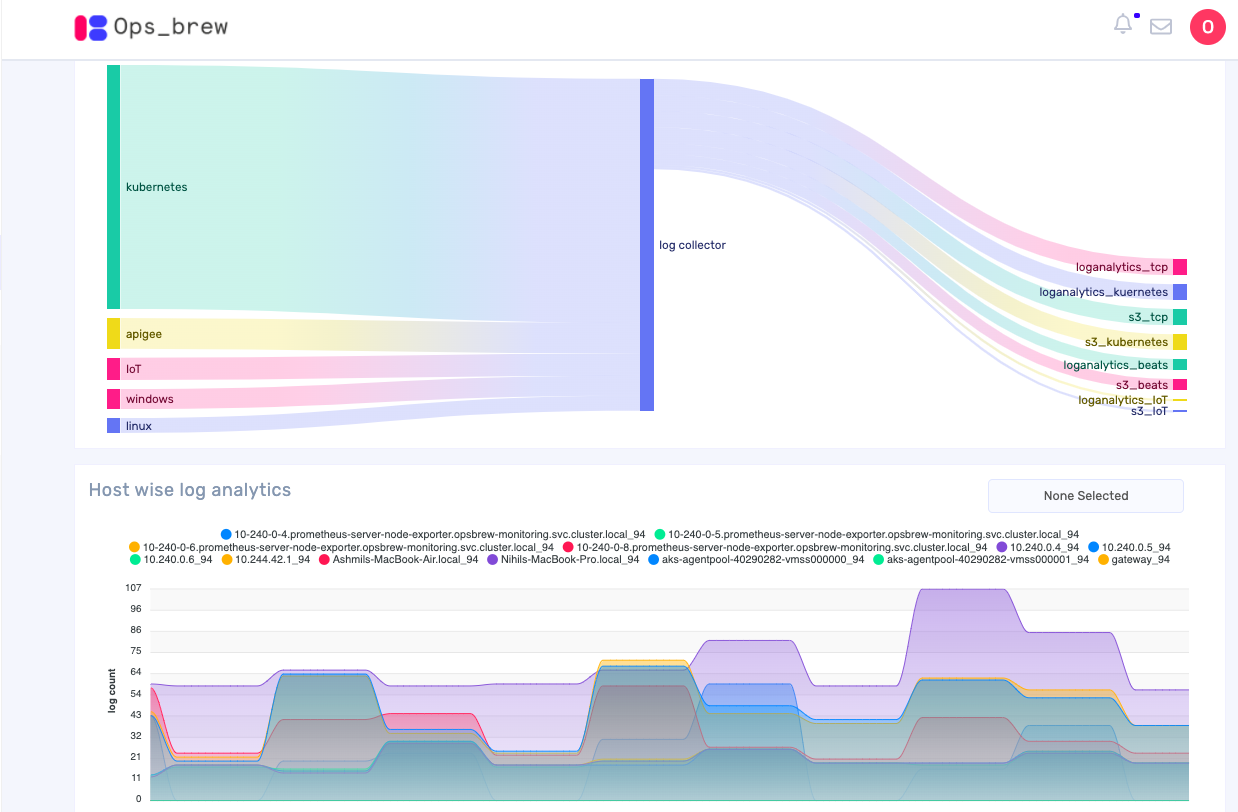 Ops_brew
O
kubernetes
apigee
IoT
windows
linux
log collector
loganalytics_tcp
loganalytics_kuernetes
s3_tcp
s3_kubernetes
loganalytics_beats
s3_beats
loganalytics_IoT
s3_IoT
Host wise log analytics
None Selected
10-240-0-4.prometheus-server-node-exporter.opsbrew-monitoring.svc.cluster.local_94 10-240-0-5.prometheus-server-node-exporter.opsbrew-monitoring.svc.cluster.local_94
10-240-0-6.prometheus-server-node-exporter.opsbrew-monitoring.svc.cluster.local_94 10-240-0-8.prometheus-server-node-exporter.opsbrew-monitoring.svc.cluster.local_94 10.240.0.4_94 10.240.0.5_94
10.240.0.6_94 10.244.42.1_94 Ashmils-MacBook-Air.local_94 Nihils-MacBook-Pro.local_94 aks-agentpool-40290282-vmss000000_94 aks-agentpool-40290282-vmss000001_94 gateway_94
107
96
86
75
64
54
43
32
21
11
0
log count